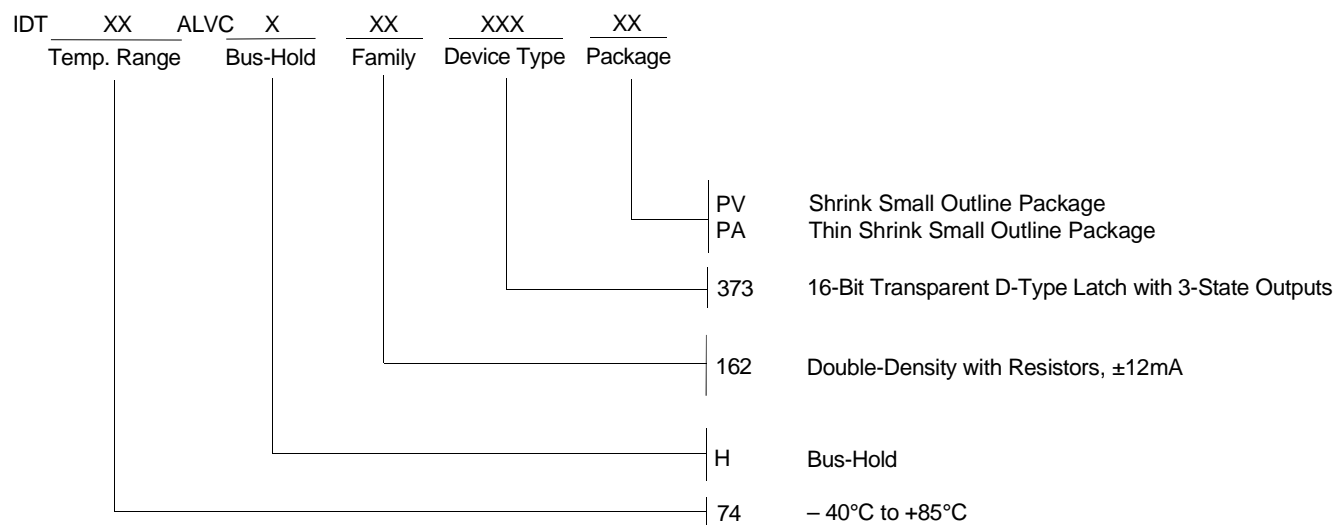 IDT XX ALVC X XX XXX XX
Temp. Range Bus-Hold Family Device Type Package
PV Shrink Small Outline Package
PA Thin Shrink Small Outline Package
373 16-Bit Transparent D-Type Latch with 3-State Outputs
162 Double-Density with Resistors, ±12mA
H Bus-Hold
74 – 40°C to +85°C